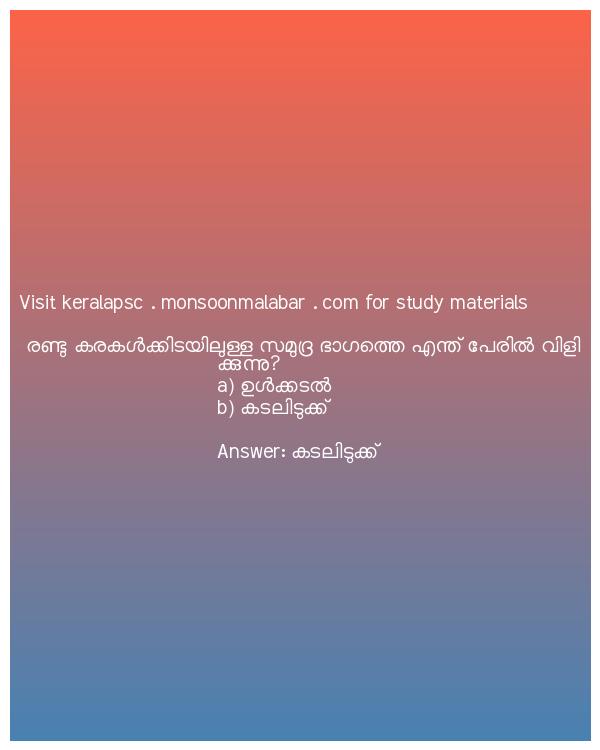 Visit keralapsc . monsoonmalabar . com for study materials
രണ്ടു കരകൾക്കിടയിലുള്ള സമുദ്ര ഭാഗത്തെ എന്ത് പേരിൽ വിളി
ക്കുന്നു?
a) ഉൾക്കടൽ
b) കടലിടുക്ക്
Answer: കടലിടുക്ക്